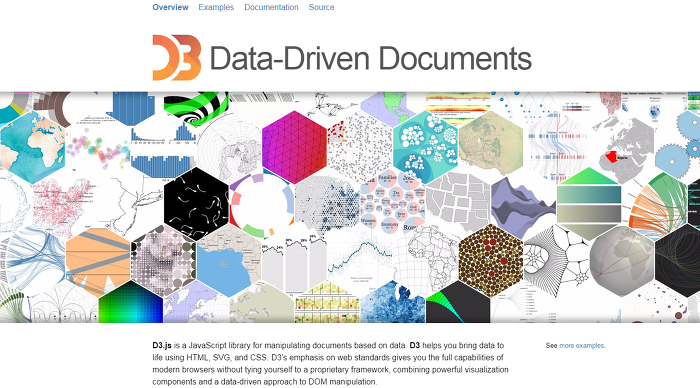 Overview Examples Documentation Source
D3 Data-Driven Documents
D3.js is a JavaScript library for manipulating documents based on data. D3 helps you bring data to
life using HTML, SVG, and CSS. D3's emphasis on web standards gives you the full capabilities of
modern browsers without tying yourself to a proprietary framework, combining powerful visualization
components and a data-driven approach to DOM manipulation.
See more examples.